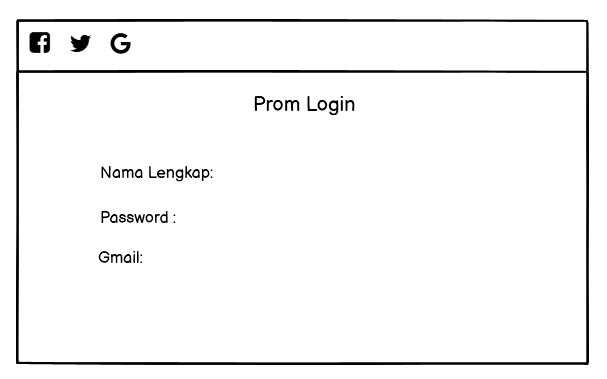 Prom Login
Nama Lengkap:
Password :
Gmail: